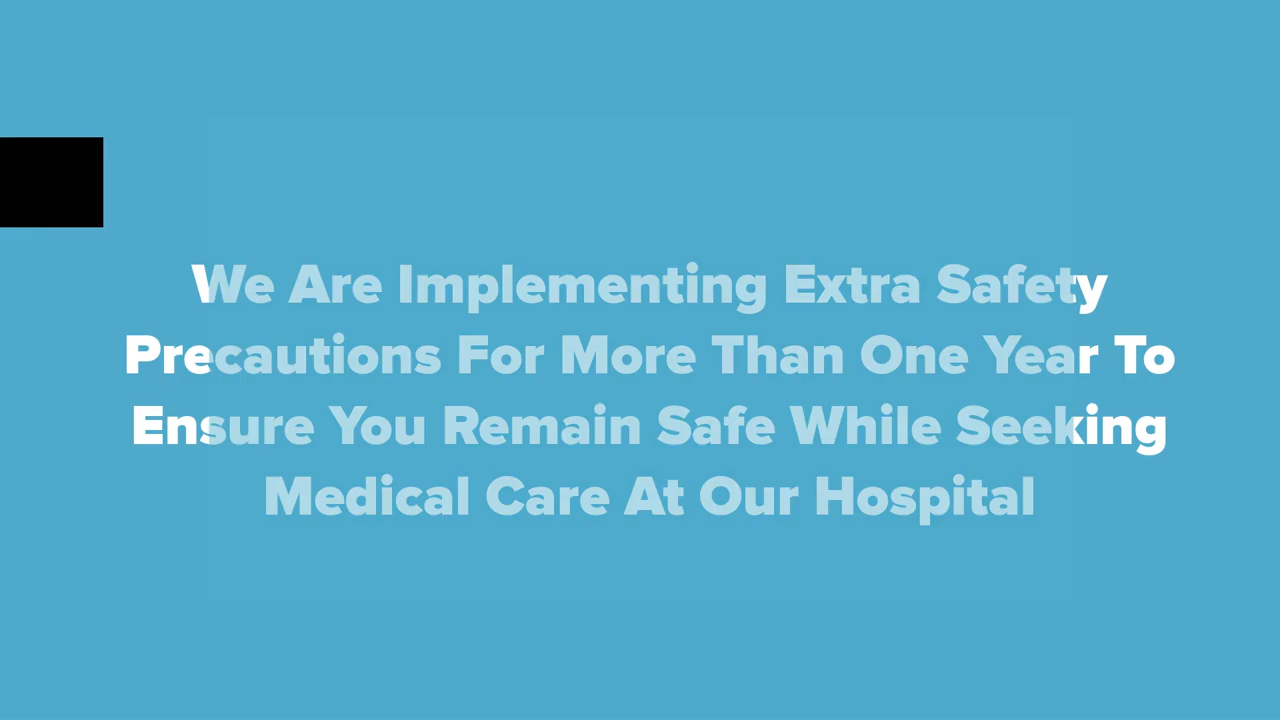 We Are Implementing Extra Safety
Precautions For More Than One Year To
Ensure You Remain Safe While Seeking
Medical Care At Our Hospital